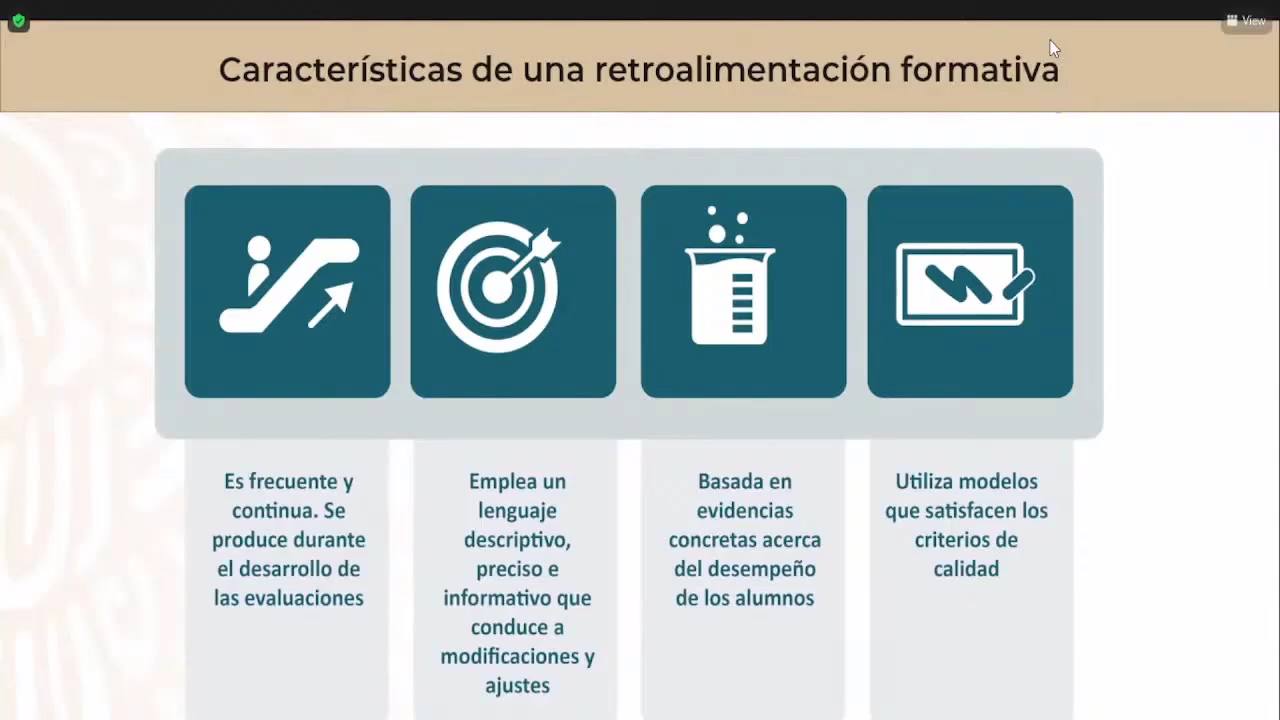 View
Características de una retroalimentación formativa
Es frecuente y
continua. Se
produce durante
el desarrollo de
las evaluaciones
Emplea un
lenguaje
descriptivo,
preciso e
informativo que
conduce a
modificaciones y
ajustes
Basada en
evidencias
concretas acerca
del desempeño
de los alumnos
Utiliza modelos
que satisfacen los
criterios de
calidad